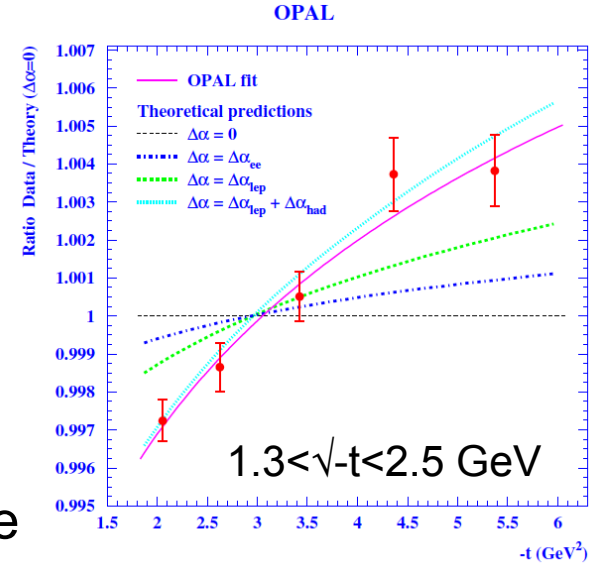 OPAL
Ratio Data / Theory (Δα=0)
1.007
1.006
1.005
1.004
1.003
1.002
1.001
1
0.999
0.998
0.997
0.996
0.995
OPAL fit
Theoretical predictions
Δα = 0
Δα = Δα_ee
Δα = Δα_lep
Δα = Δα_lep + Δα_had
1.3<√-t<2.5 GeV
e
1.5 2 2.5 3 3.5 4 4.5 5 5.5 6
-t (GeV²)